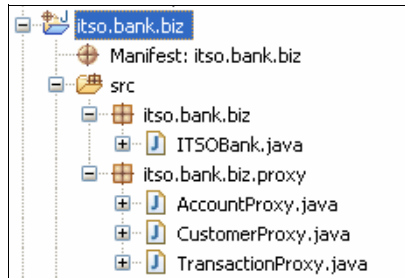 itso.bank.biz
Manifest: itso.bank.biz
src
itso.bank.biz
ITSOBank.java
itso.bank.biz.proxy
AccountProxy.java
CustomerProxy.java
TransactionProxy.java